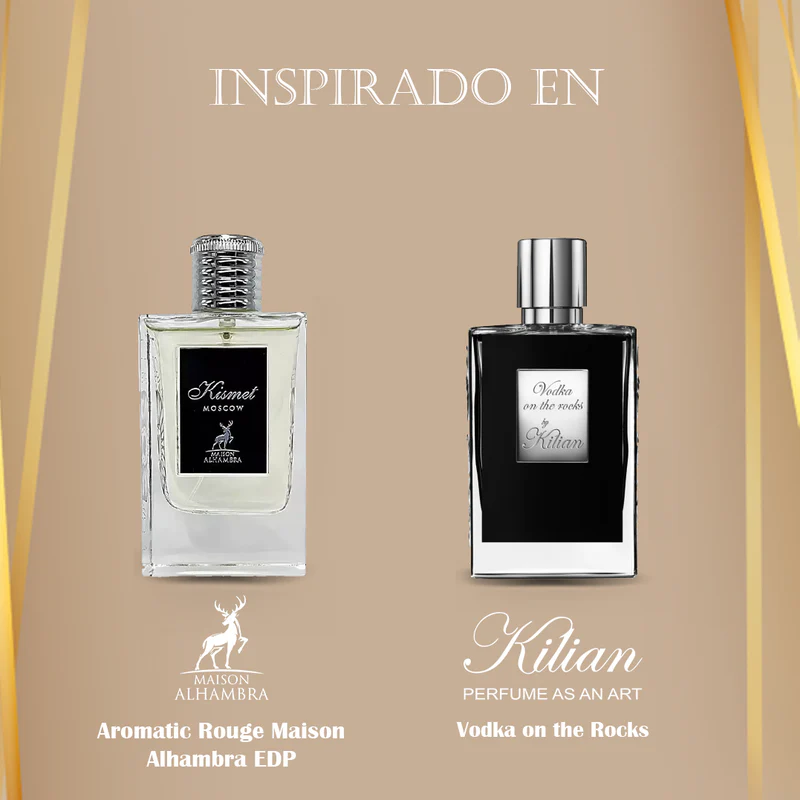 INSPIRADO EN
Kismet
MOSCOW
MAISON
ALHAMBRA
Vodka
on the rocks
by
Kilian
MAISON
ALHAMBRA
Kilian
PERFUME AS AN ART
Aromatic Rouge Maison
Alhambra EDP
Vodka on the Rocks